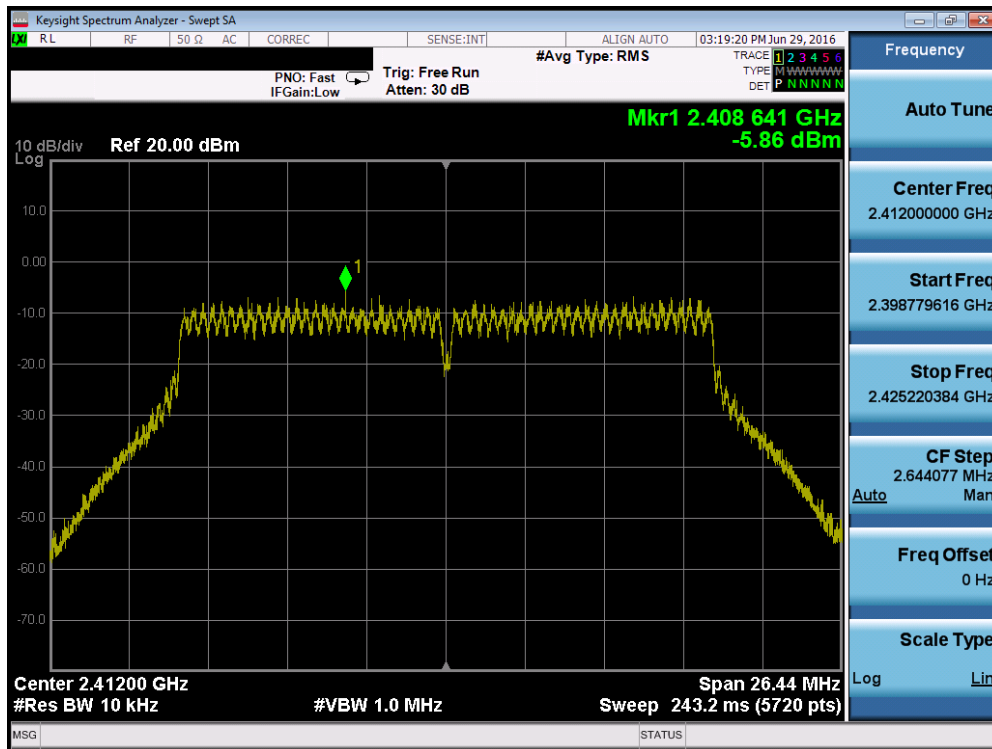 Keysight Spectrum Analyzer - Swept SA
LXI RL RF 50 Ω AC CORREC SENSE:INT ALIGN AUTO 03:19:20 PM Jun 29, 2016
#Avg Type: RMS
TRACE 1 2 3 4 5 6
PNO: Fast Trig: Free Run
TYPE M W W W W W
IFGain:Low Atten: 30 dB
DET P N N N N N
Mkr1 2.408 641 GHz
-5.86 dBm
10 dB/div Ref 20.00 dBm
Log
10.0
0.00
-10.0
-20.0
-30.0
-40.0
-50.0
-60.0
-70.0
1
Center 2.41200 GHz Span 26.44 MHz
#Res BW 10 kHz #VBW 1.0 MHz Sweep 243.2 ms (5720 pts)
MSG STATUS
Frequency
Auto Tune
Center Freq
2.412000000 GHz
Start Freq
2.398779616 GHz
Stop Freq
2.425220384 GHz
CF Step
2.644077 MHz
Auto Man
Freq Offset
0 Hz
Scale Type
Log Lin